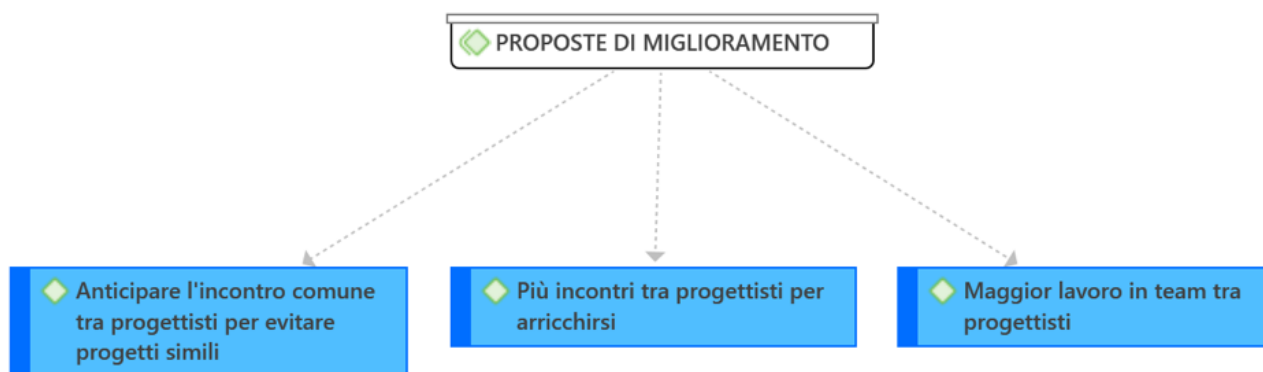 PROPOSTE DI MIGLIORAMENTO
Anticipare l'incontro comune
tra progettisti per evitare
progetti simili
Più incontri tra progettisti per
arricchirsi
Maggior lavoro in team tra
progettisti